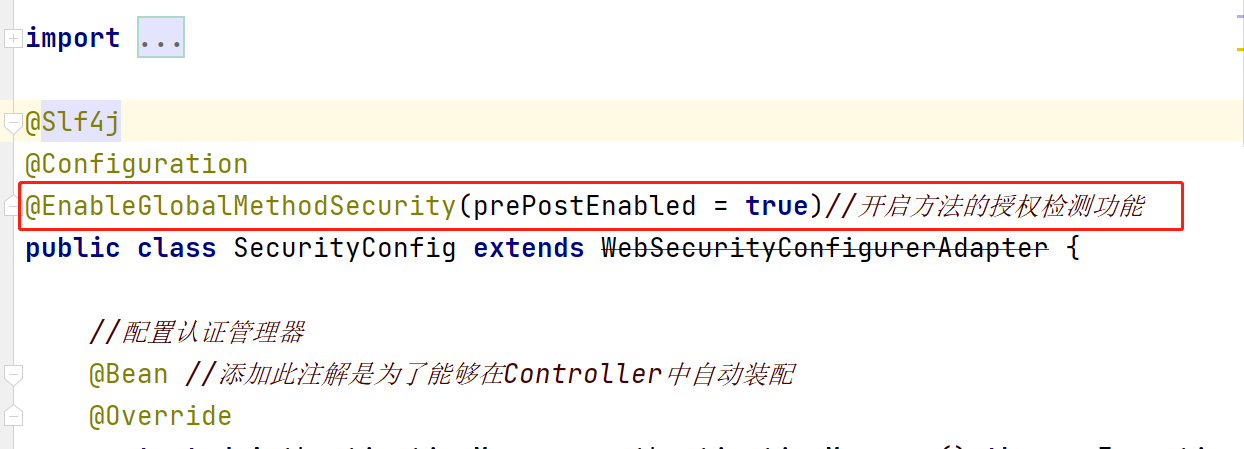 import ...
@Slf4j
@Configuration
@EnableGlobalMethodSecurity(prePostEnabled = true)//开启方法的授权检测功能
public class SecurityConfig extends WebSecurityConfigurerAdapter {
//配置认证管理器
@Bean //添加此注解是为了能够在Controller中自动装配
@Override